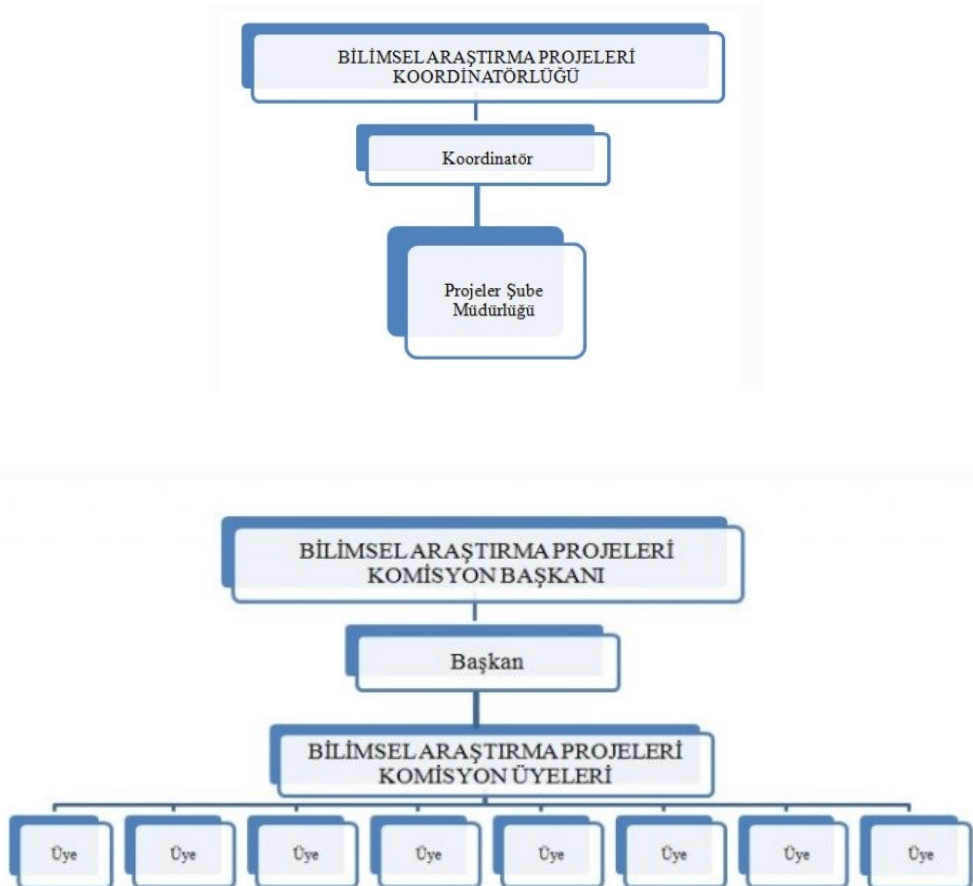 BİLİMSEL ARAŞTIRMA PROJELERİ
KOORDİNATÖRLÜĞÜ
Koordinatör
Projeler Şube
Müdürlüğü
BİLİMSEL ARAŞTIRMA PROJELERİ
KOMİSYON BAŞKANI
Başkan
BİLİMSEL ARAŞTIRMA PROJELERİ
KOMİSYON ÜYELERİ
Üye Üye Üye Üye Üye Üye Üye Üye